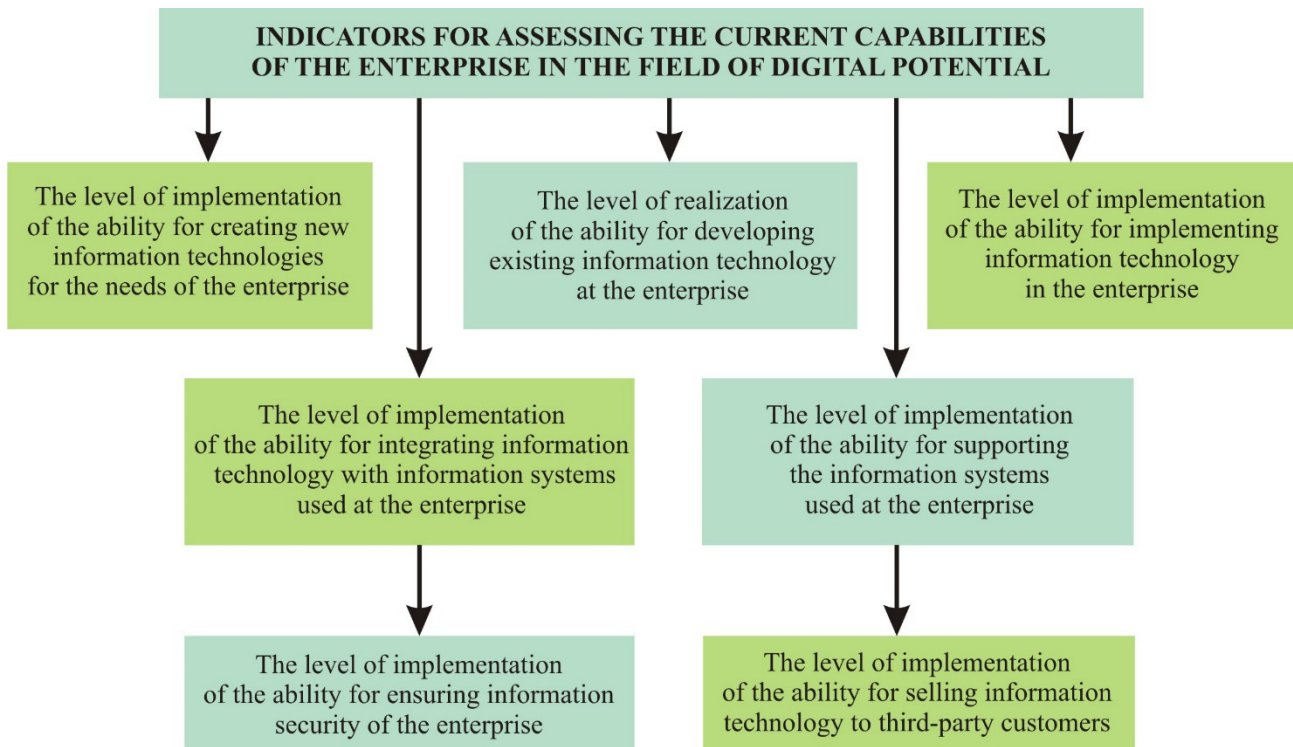 INDICATORS FOR ASSESSING THE CURRENT CAPABILITIES
OF THE ENTERPRISE IN THE FIELD OF DIGITAL POTENTIAL
The level of implementation
of the ability for creating new
information technologies
for the needs of the enterprise
The level of realization
of the ability for developing
existing information technology
at the enterprise
The level of implementation
of the ability for implementing
information technology
in the enterprise
The level of implementation
of the ability for integrating information
technology with information systems
used at the enterprise
The level of implementation
of the ability for supporting
the information systems
used at the enterprise
The level of implementation
of the ability for ensuring information
security of the enterprise
The level of implementation
of the ability for selling information
technology to third-party customers